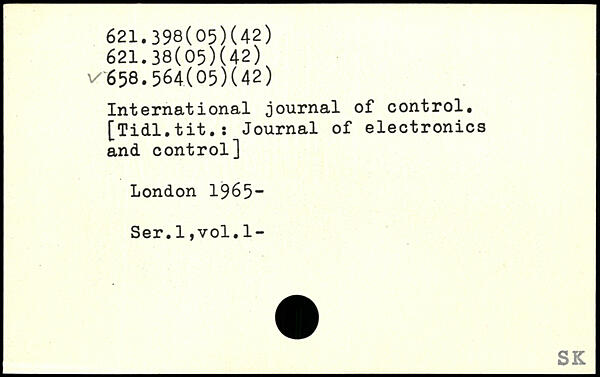 621.398(05)(42)
621.38(05)(42)
✓658.564(05)(42)
International journal of control.
[Tidl.tit.: Journal of electronics
and control]
London 1965-
Ser.1,vol.1-
SK